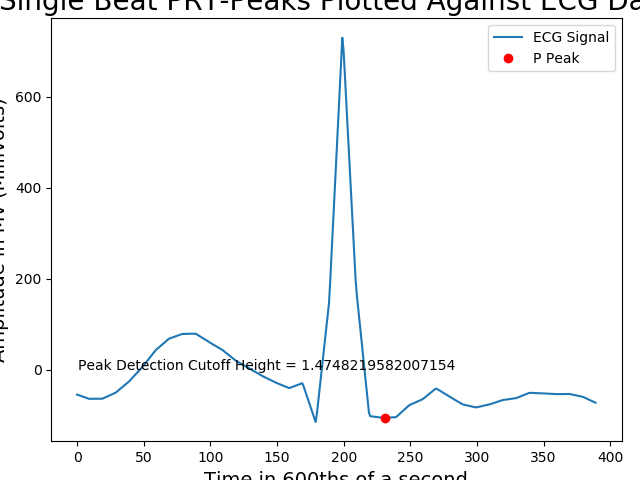 Single Beat PRT-Peaks Plotted Against ECG Da
ECG Signal
P Peak
Amplitude in MV (Millivolts)
600
400
200
0
Peak Detection Cutoff Height = 1.4748219582007154
0 50 100 150 200 250 300 350 400
Time in 600ths of a second